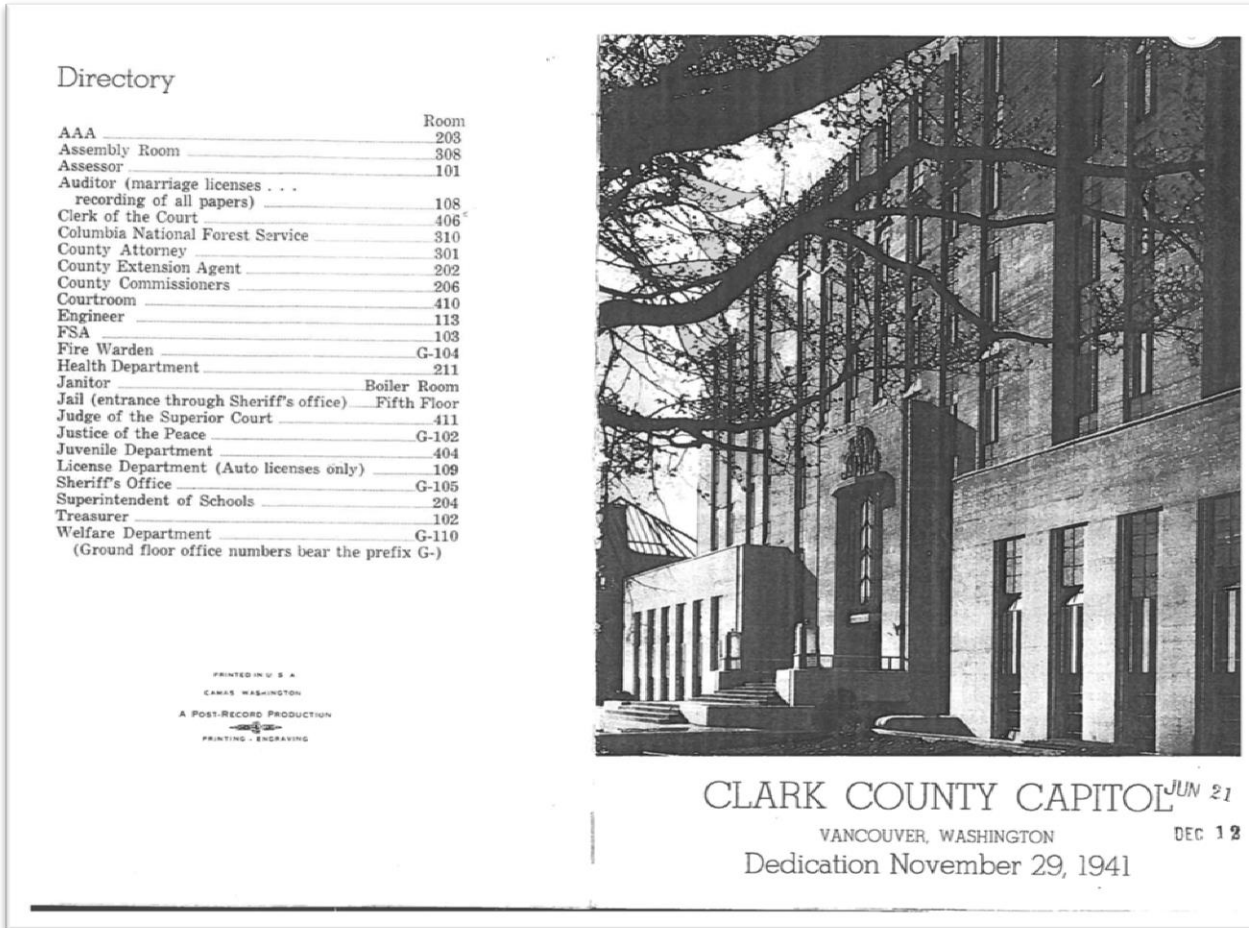 Directory
Room
AAA 203
Assembly Room 308
Assessor 101
Auditor (marriage licenses . . .
recording of all papers) 108
Clerk of the Court 406
Columbia National Forest Service 310
County Attorney 301
County Extension Agent 202
County Commissioners 206
Courtroom 410
Engineer 113
FSA 103
Fire Warden G-104
Health Department 211
Janitor Boiler Room
Jail (entrance through Sheriff's office) Fifth Floor
Judge of the Superior Court 411
Justice of the Peace G-102
Juvenile Department 404
License Department (Auto licenses only) 109
Sheriff's Office G-105
Superintendent of Schools 204
Treasurer 102
Welfare Department G-110
(Ground floor office numbers bear the prefix G-)
PRINTED IN U S A
CAMAS WASHINGTON
A POST-RECORD PRODUCTION
PRINTING - ENGRAVING
CLARK COUNTY CAPITOL JUN 21
VANCOUVER, WASHINGTON DEC 12
Dedication November 29, 1941